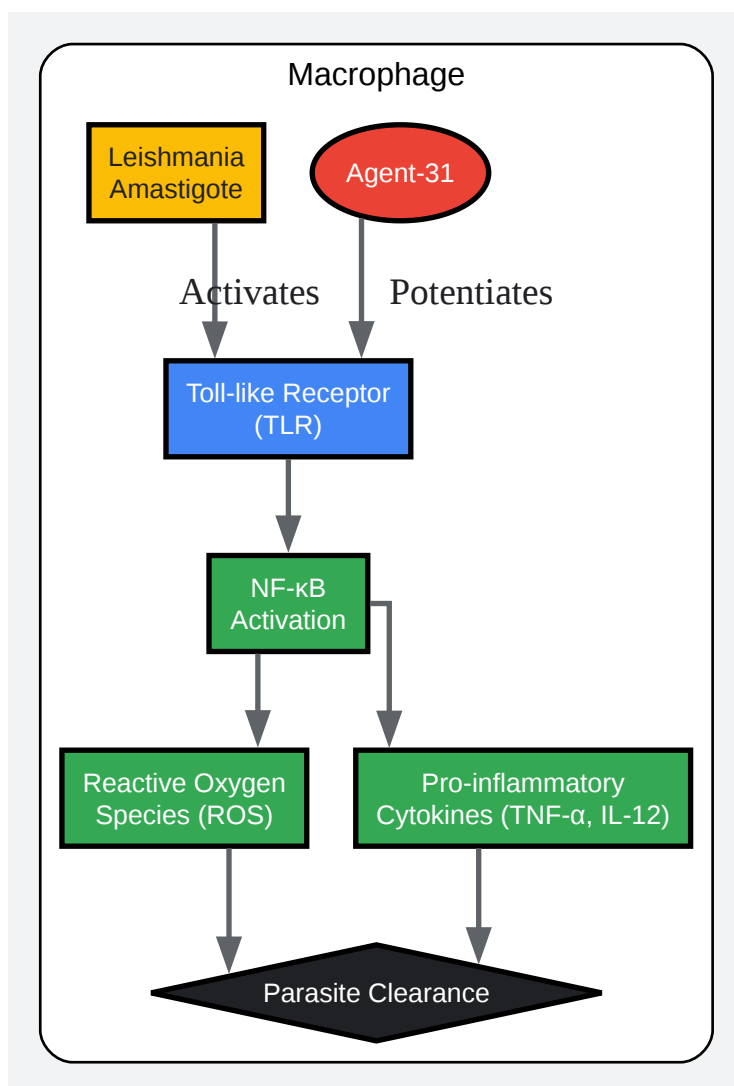 Macrophage
Leishmania
Amastigote
Agent-31
Activates
Potentiates
Toll-like Receptor
(TLR)
NF-κB
Activation
Reactive Oxygen
Species (ROS)
Pro-inflammatory
Cytokines (TNF-α, IL-12)
Parasite Clearance